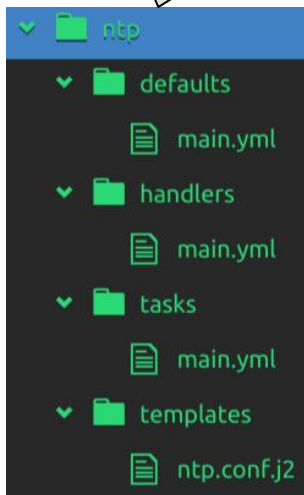 ntp
defaults
main.yml
handlers
main.yml
tasks
main.yml
templates
ntp.conf.j2